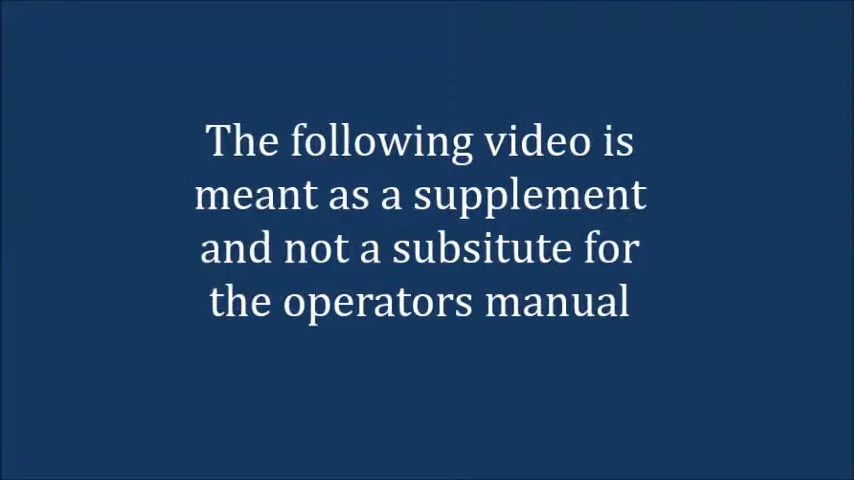 The following video is
meant as a supplement
and not a subsitute for
the operators manual